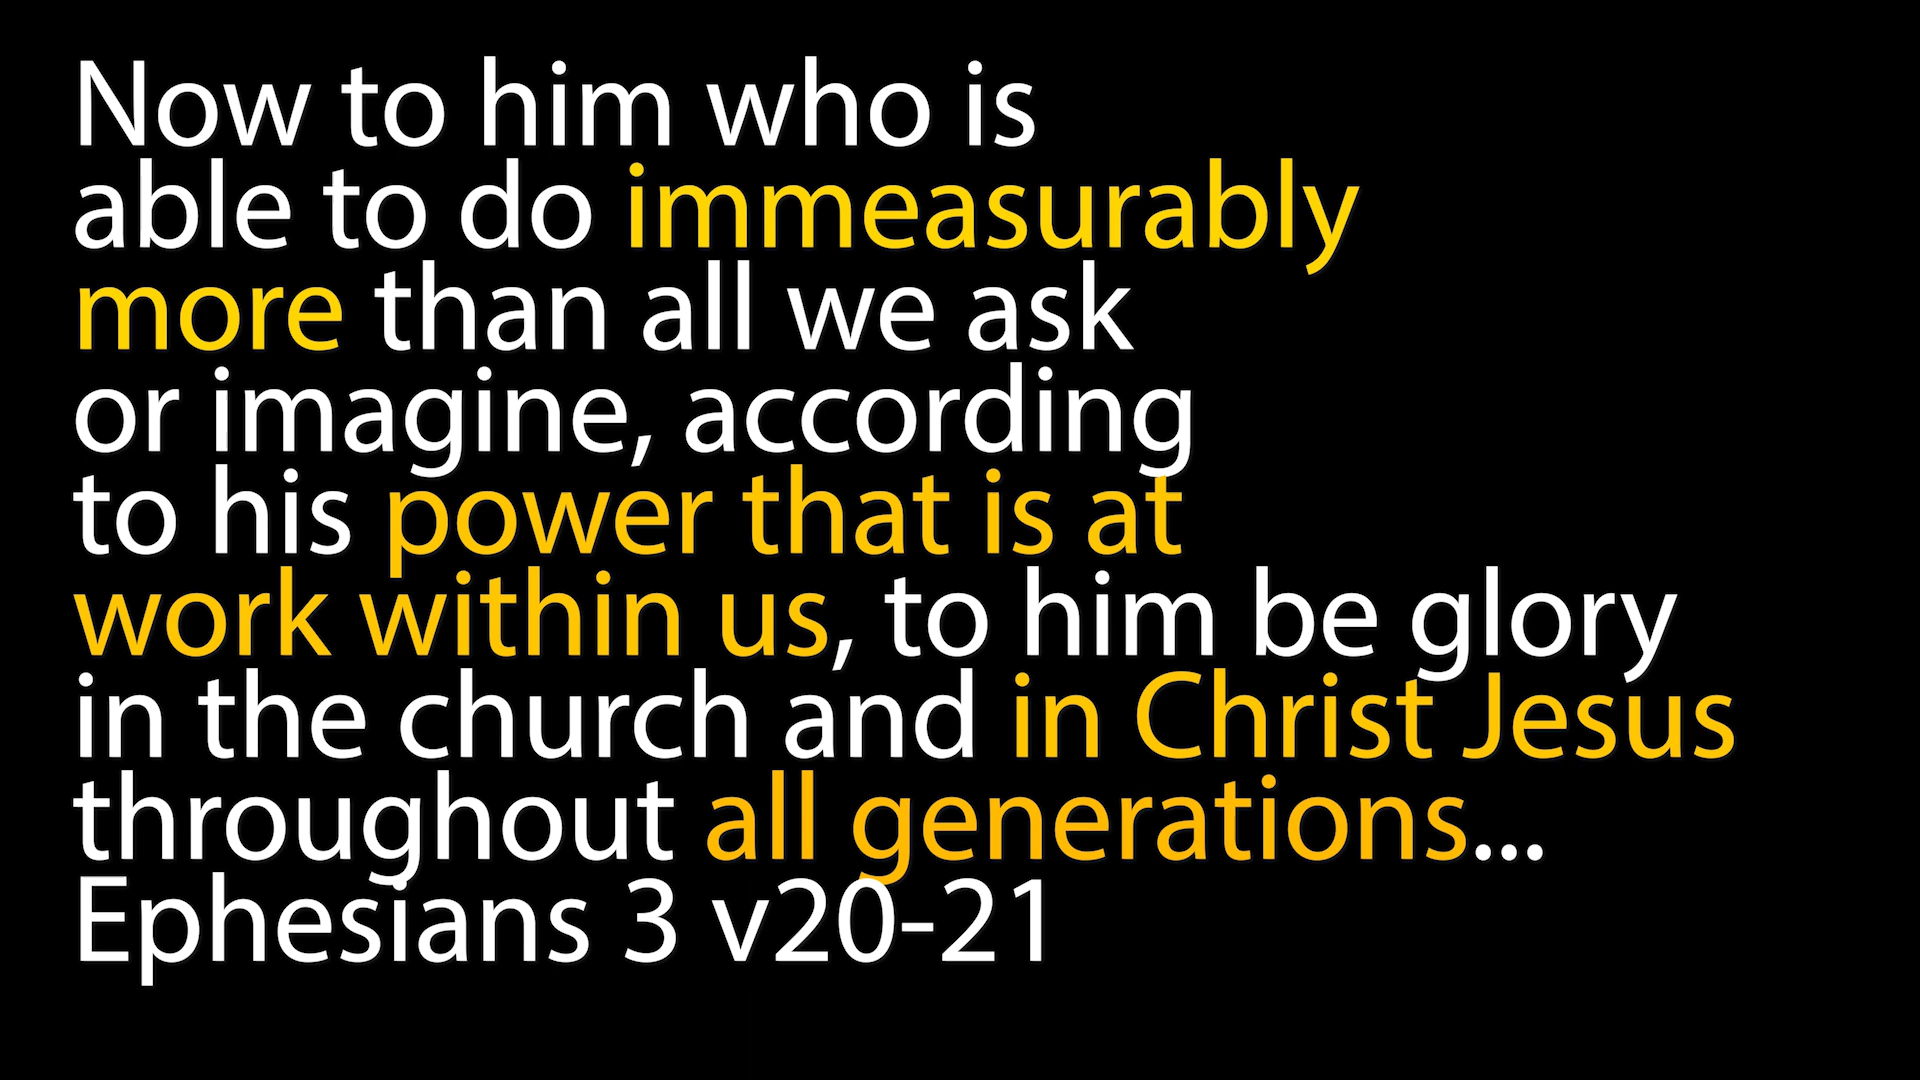 Now to him who is
able to do immeasurably
more than all we ask
or imagine, according
to his power that is at
work within us, to him be glory
in the church and in Christ Jesus
throughout all generations...
Ephesians 3 v20-21